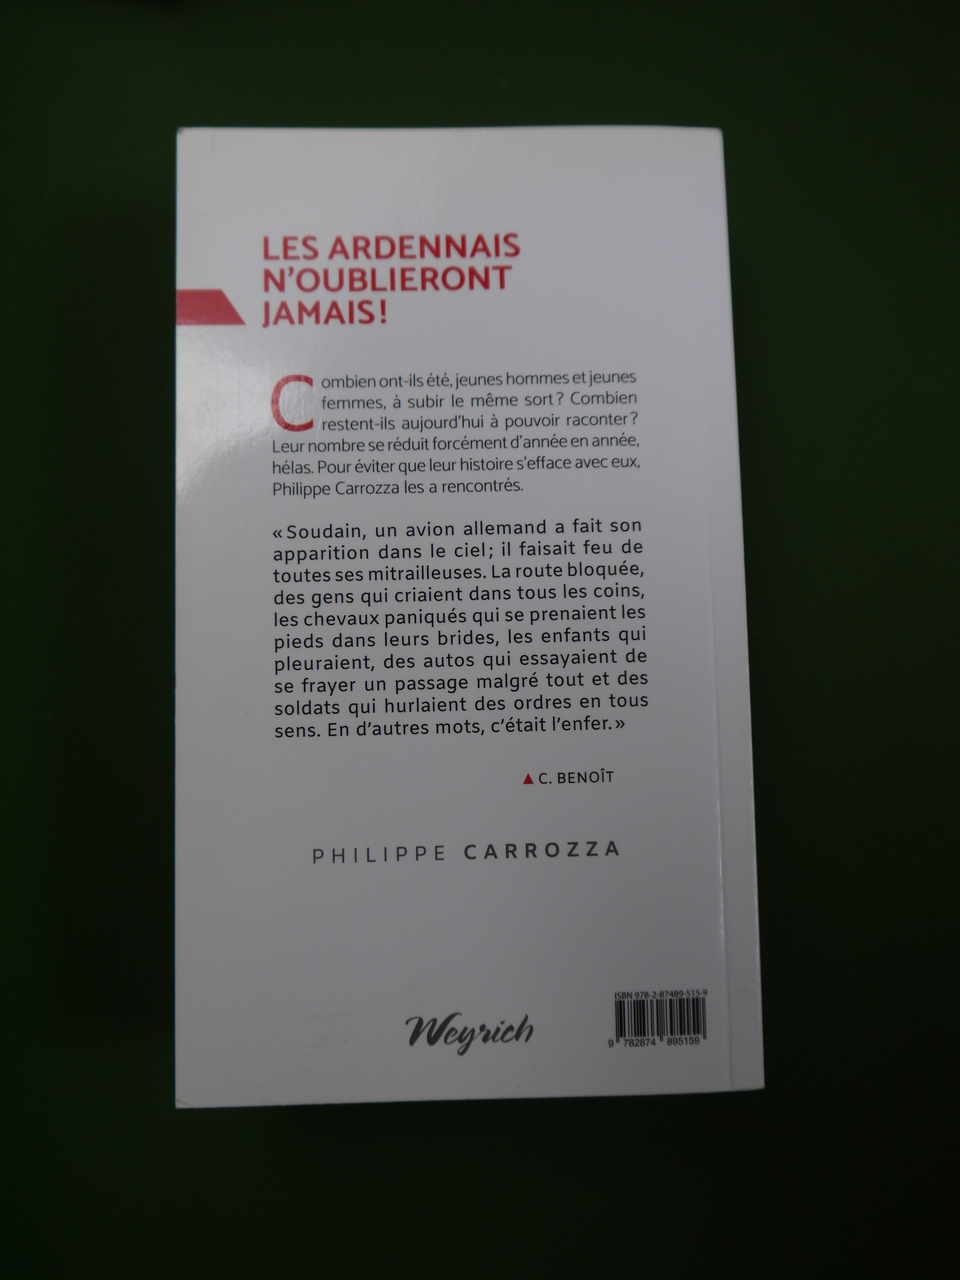 LES ARDENNAIS
N'OUBLIERONT
JAMAIS !
Combien ont-ils été, jeunes hommes et jeunes
femmes, à subir le même sort ? Combien
restent-ils aujourd'hui à pouvoir raconter ?
Leur nombre se réduit forcément d'année en année,
hélas. Pour éviter que leur histoire s'efface avec eux,
Philippe Carrozza les a rencontrés.
« Soudain, un avion allemand a fait son
apparition dans le ciel ; il faisait feu de
toutes ses mitrailleuses. La route bloquée,
des gens qui criaient dans tous les coins,
les chevaux paniqués qui se prenaient les
pieds dans leurs brides, les enfants qui
pleuraient, des autos qui essayaient de
se frayer un passage malgré tout et des
soldats qui hurlaient des ordres en tous
sens. En d'autres mots, c'était l'enfer. »
▲ C. BENOÎT
PHILIPPE CARROZZA
Weyrich
ISBN 978-2-87489-515-9
9 782874 895159